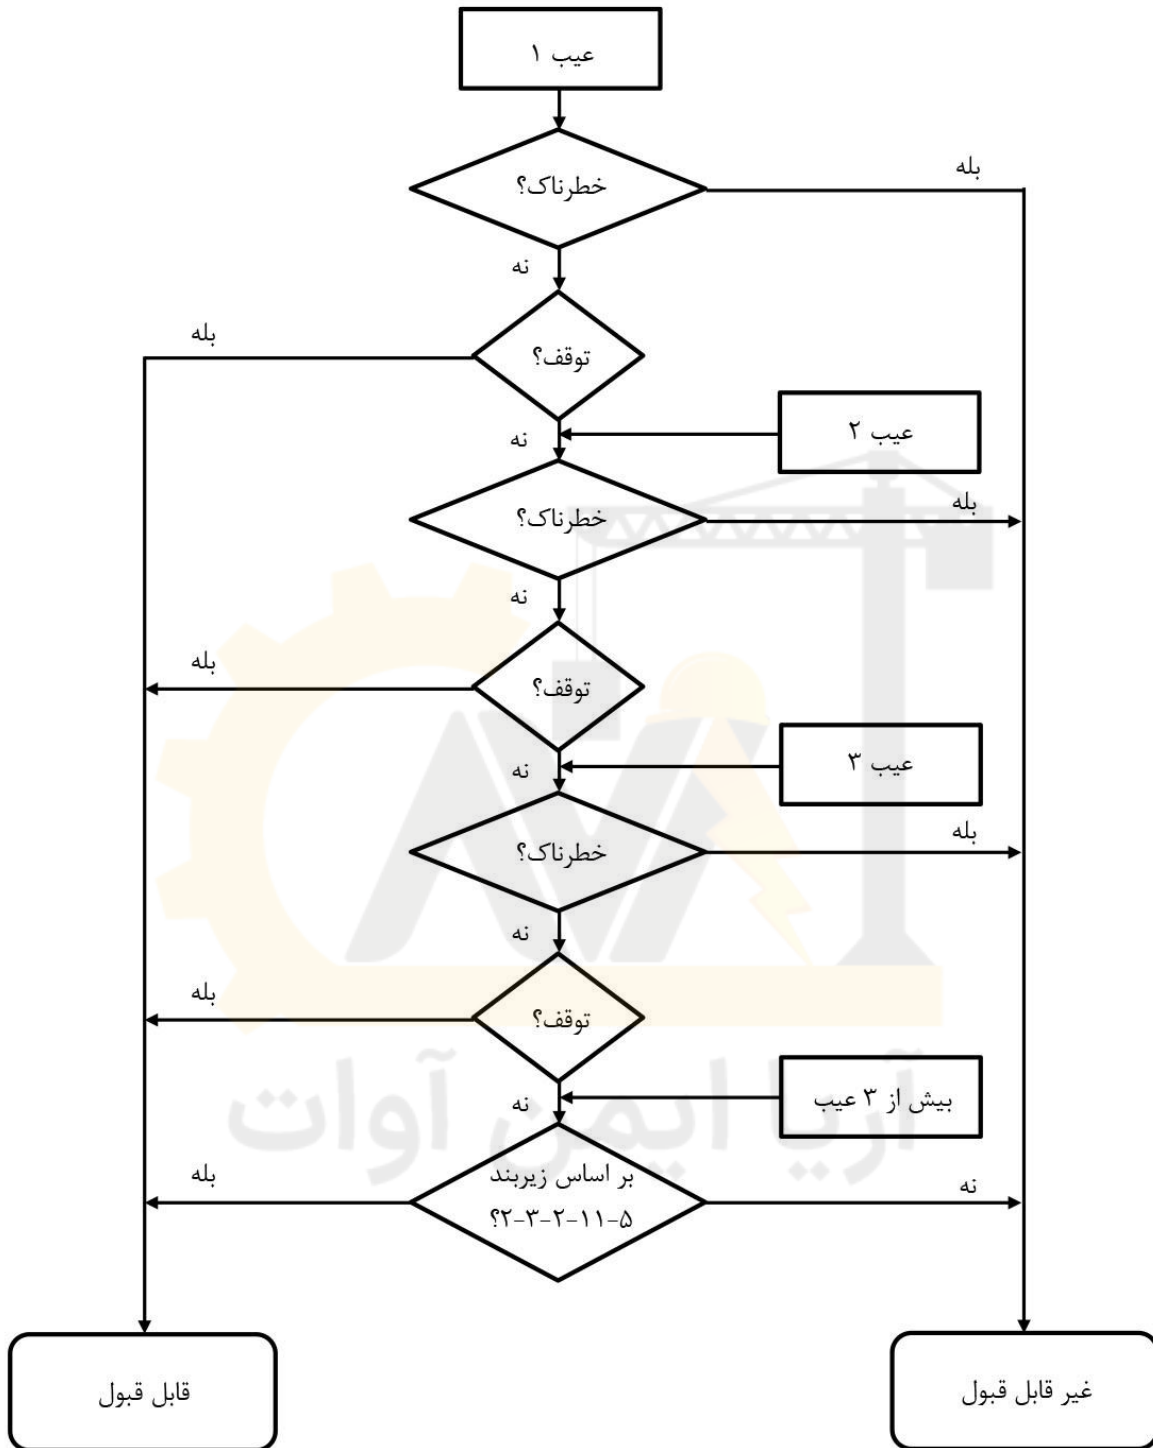 عیب ۱
خطرناک؟
بله
نه
توقف؟
بله
نه
عیب ۲
خطرناک؟
بله
نه
توقف؟
بله
نه
عیب ۳
خطرناک؟
بله
نه
توقف؟
بله
نه
بیش از ۳ عیب
آریا ایمن آوات
بر اساس زیربند
۵-۱۱-۲-۳-۲؟
بله
نه
قابل قبول
غیر قابل قبول